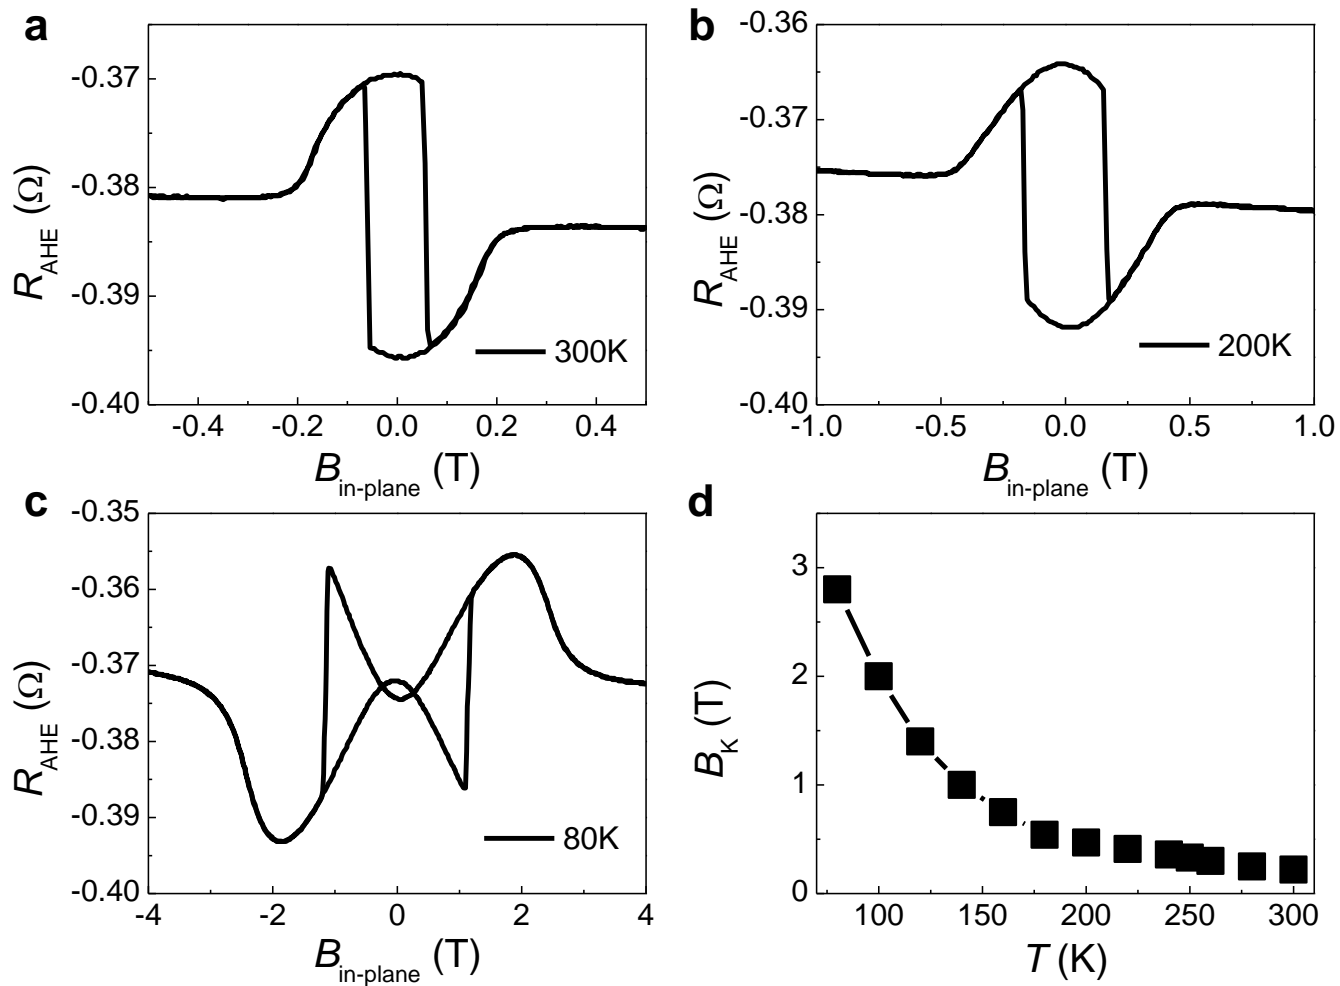 a
-0.37
-0.38
-0.39
-0.40
R_AHE (Ω)
-0.4 -0.2 0.0 0.2 0.4
B_in-plane (T)
300K
b
-0.36
-0.37
-0.38
-0.39
-0.40
R_AHE (Ω)
-1.0 -0.5 0.0 0.5 1.0
B_in-plane (T)
200K
c
-0.35
-0.36
-0.37
-0.38
-0.39
-0.40
R_AHE (Ω)
-4 -2 0 2 4
B_in-plane (T)
80K
d
3
2
1
0
B_K (T)
100 150 200 250 300
T (K)